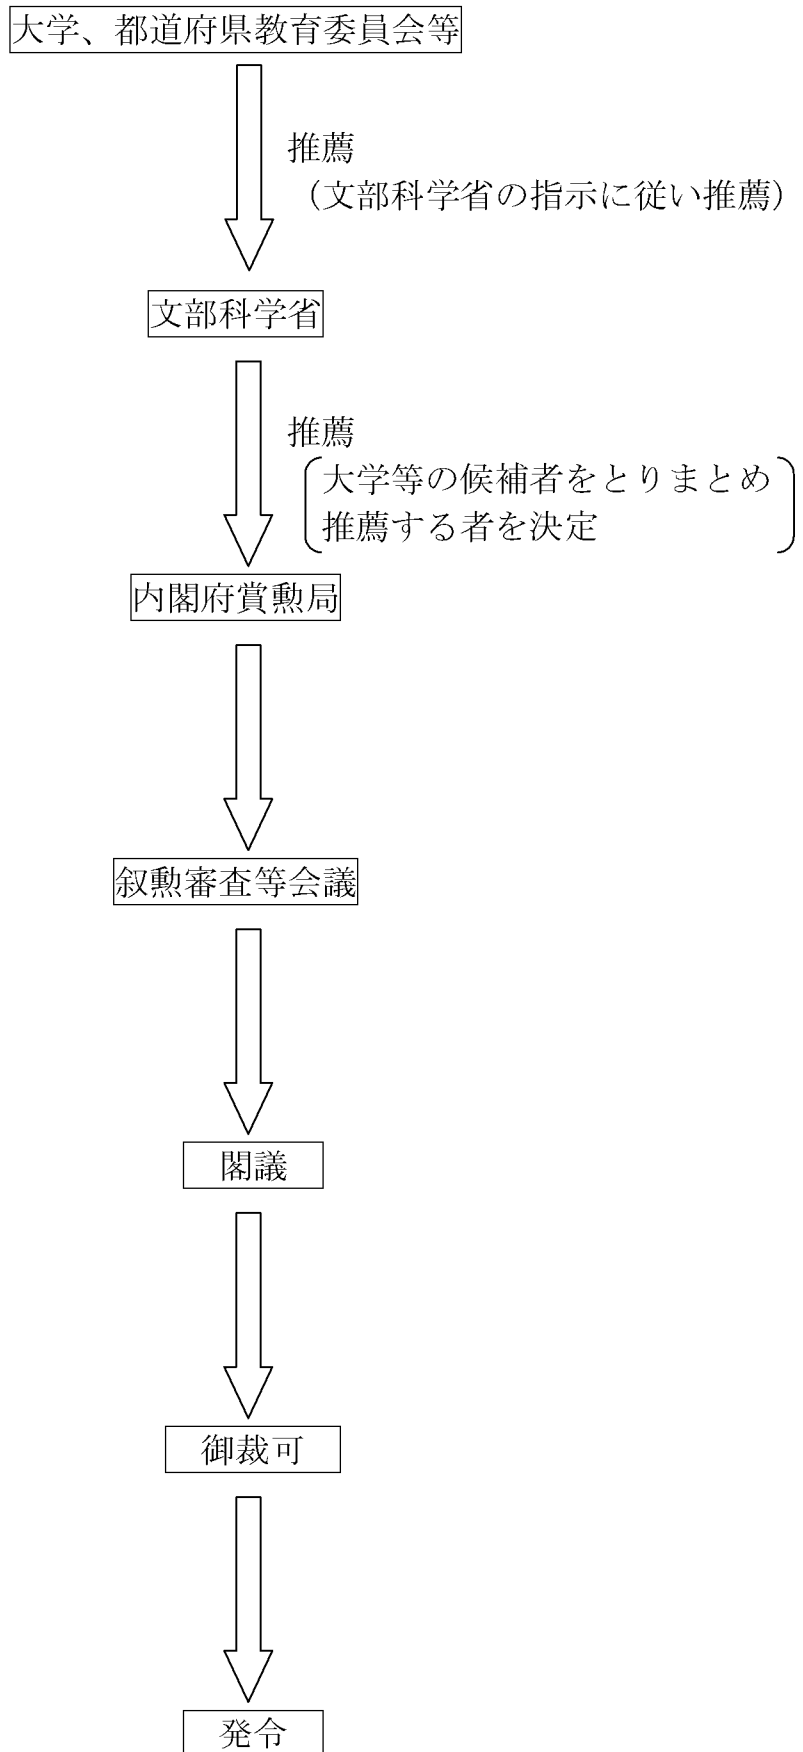 大学、都道府県教育委員会等
推薦
（文部科学省の指示に従い推薦）
文部科学省
推薦
大学等の候補者をとりまとめ
推薦する者を決定
内閣府賞勲局
叙勲審査等会議
閣議
御裁可
発令